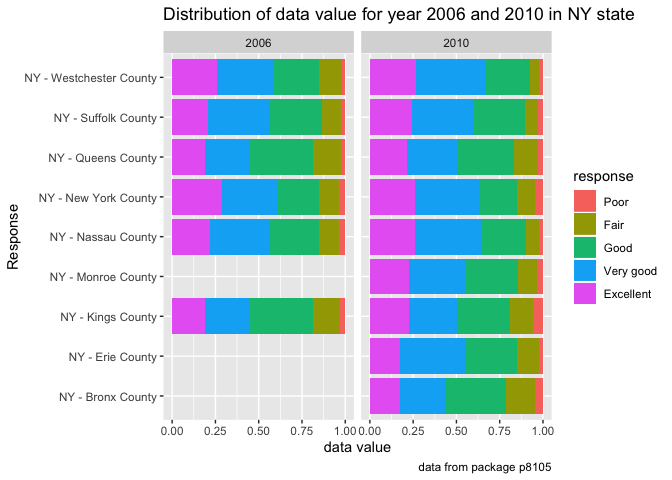 Distribution of data value for year 2006 and 2010 in NY state
2006 2010
Response
NY - Westchester County
NY - Suffolk County
NY - Queens County
NY - New York County
NY - Nassau County
NY - Monroe County
NY - Kings County
NY - Erie County
NY - Bronx County
0.00 0.25 0.50 0.75 1.00 0.00 0.25 0.50 0.75 1.00
data value
response
Poor
Fair
Good
Very good
Excellent
data from package p8105